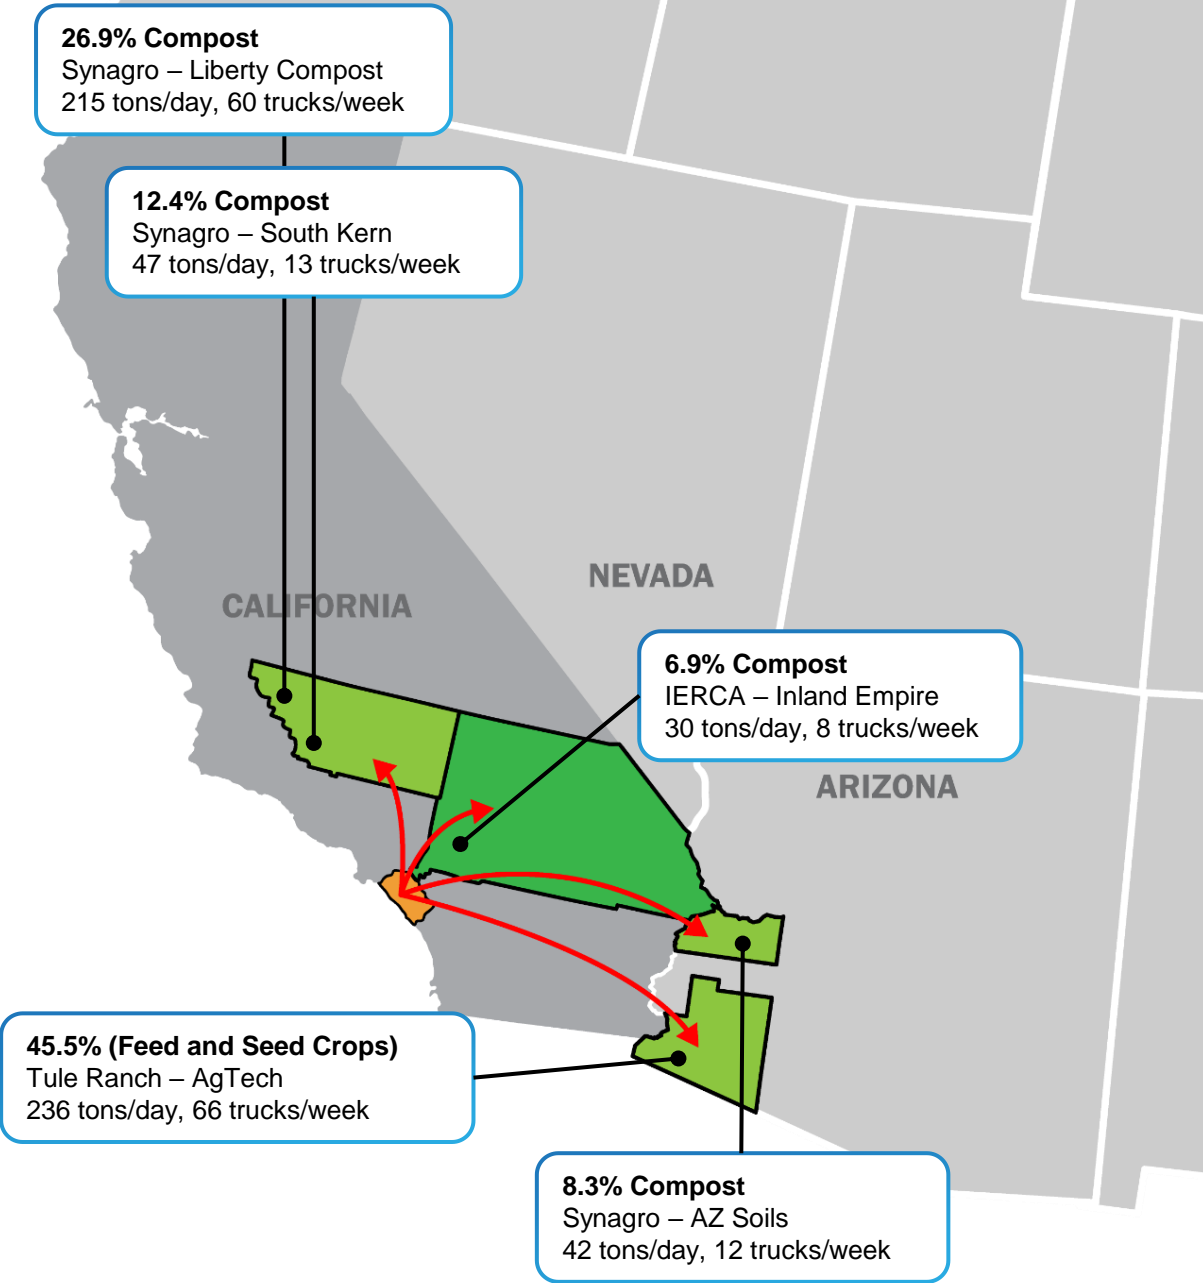 26.9% Compost
Synagro – Liberty Compost
215 tons/day, 60 trucks/week
12.4% Compost
Synagro – South Kern
47 tons/day, 13 trucks/week
NEVADA
CALIFORNIA
6.9% Compost
IERCA – Inland Empire
30 tons/day, 8 trucks/week
ARIZONA
45.5% (Feed and Seed Crops)
Tule Ranch – AgTech
236 tons/day, 66 trucks/week
8.3% Compost
Synagro – AZ Soils
42 tons/day, 12 trucks/week